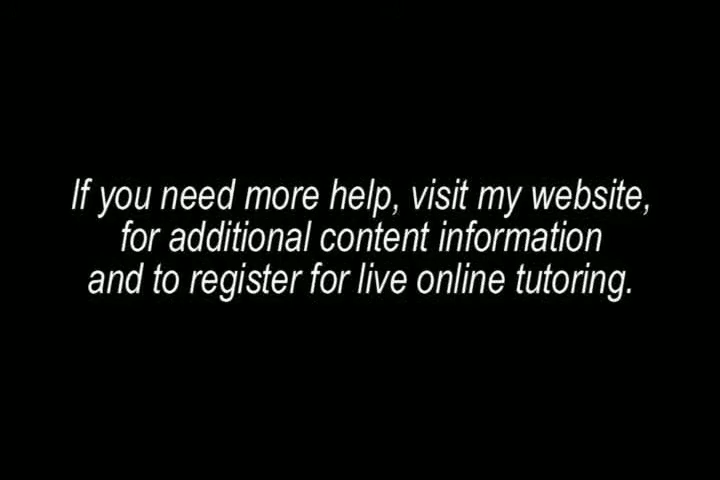 If you need more help, visit my website,
for additional content information
and to register for live online tutoring.